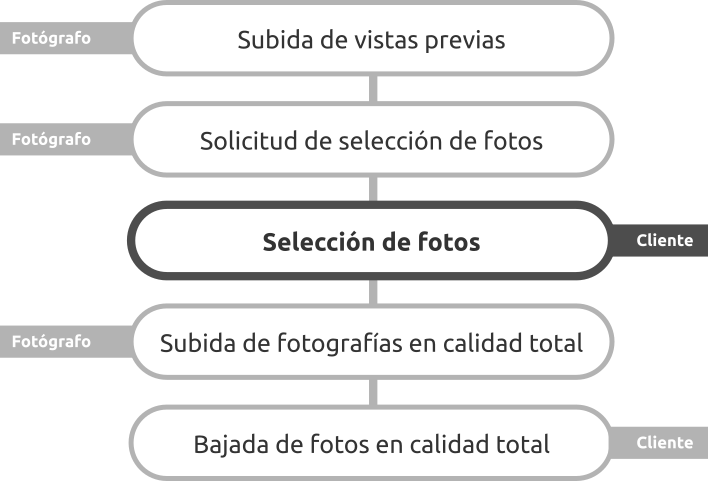 Fotógrafo
Subida de vistas previas
Fotógrafo
Solicitud de selección de fotos
Selección de fotos
Cliente
Fotógrafo
Subida de fotografías en calidad total
Bajada de fotos en calidad total
Cliente